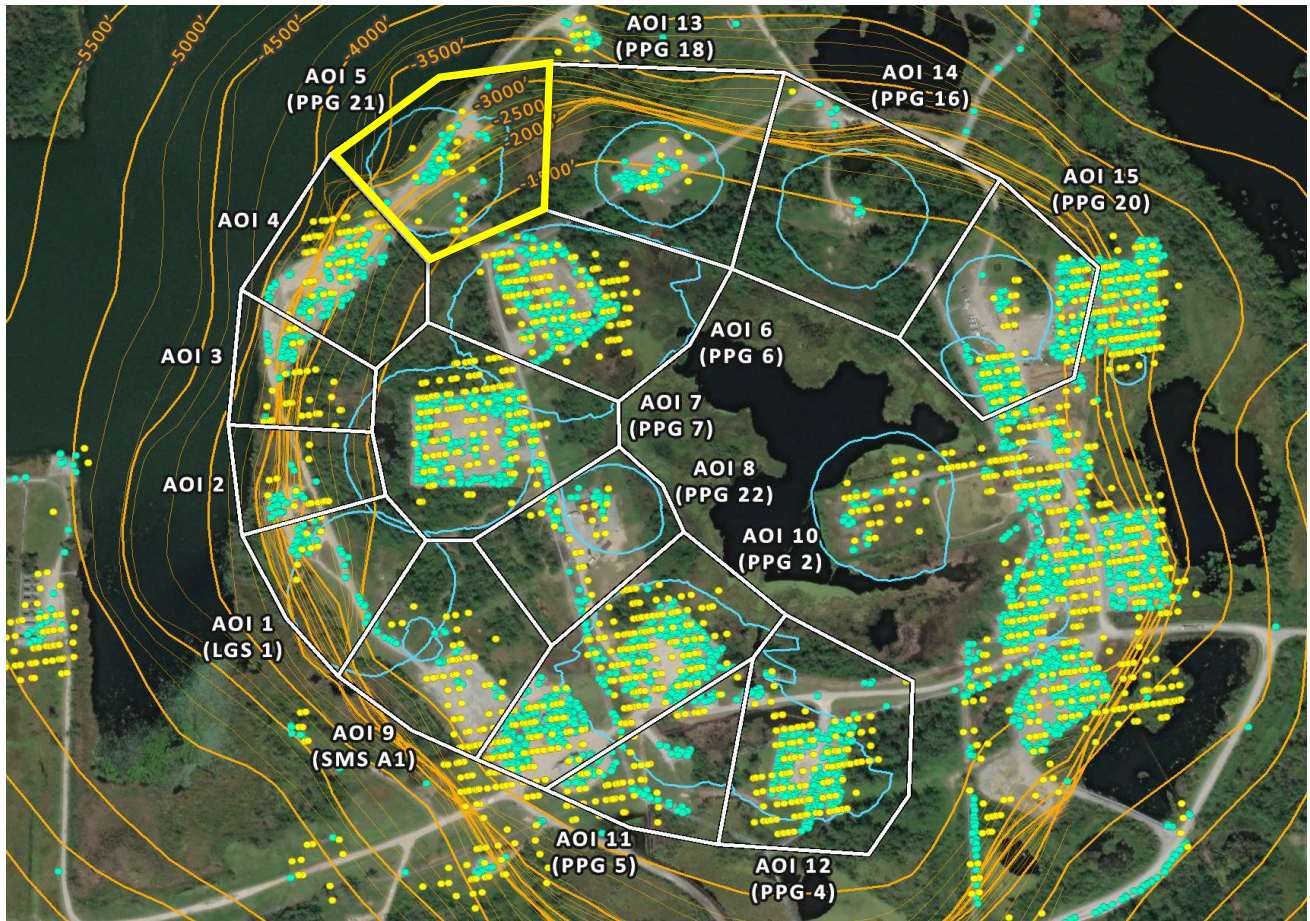 -5500'
-5000'
-4500'
-4000'
-3500'
AOI 13
(PPG 18)
AOI 5
(PPG 21)
AOI 14
(PPG 16)
-3000'
-2500'
-2000'
-1500'
AOI 15
(PPG 20)
AOI 4
AOI 3
AOI 6
(PPG 6)
AOI 7
(PPG 7)
AOI 2
AOI 8
(PPG 22)
AOI 10
(PPG 2)
AOI 1
(LGS 1)
AOI 9
(SMS A1)
AOI 11
(PPG 5)
AOI 12
(PPG 4)